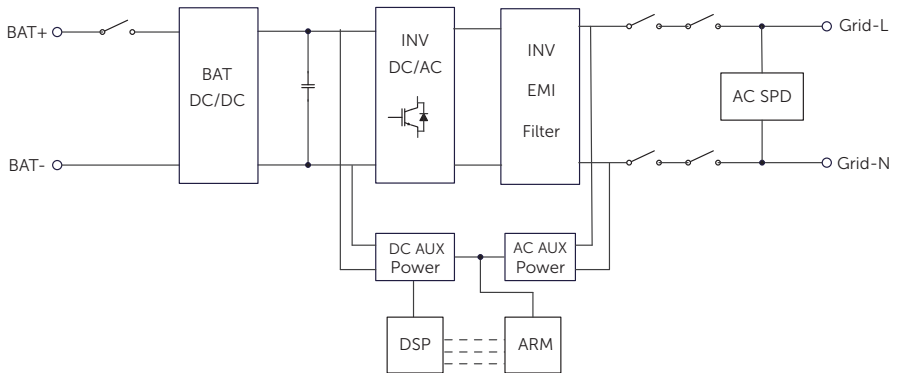 BAT+
BAT
DC/DC
INV
DC/AC
INV
EMI
Filter
Grid-L
AC SPD
BAT-
Grid-N
DC AUX
Power
AC AUX
Power
DSP
ARM